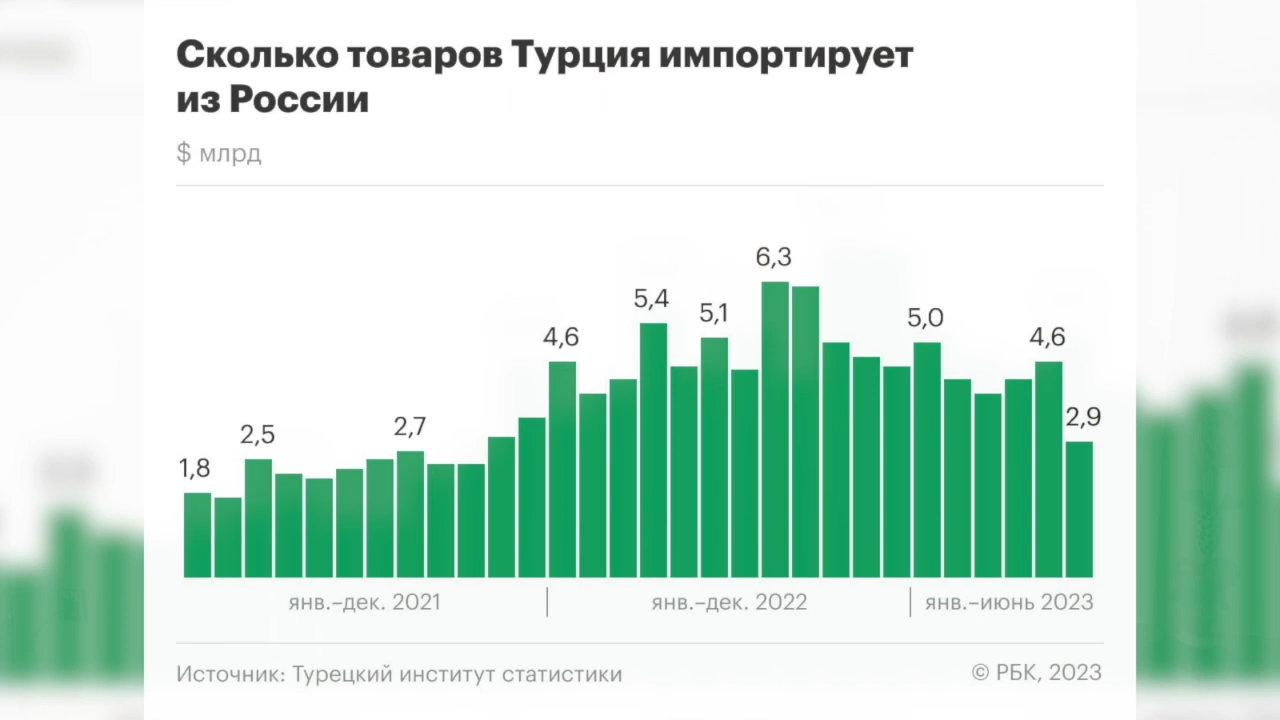 Сколько товаров Турция импортирует
из России
$ млрд
1,8
2,5
2,7
4,6
5,4
5,1
6,3
5,0
4,6
2,9
янв.–дек. 2021
янв.–дек. 2022
янв.–июнь 2023
Источник: Турецкий институт статистики
© РБК, 2023